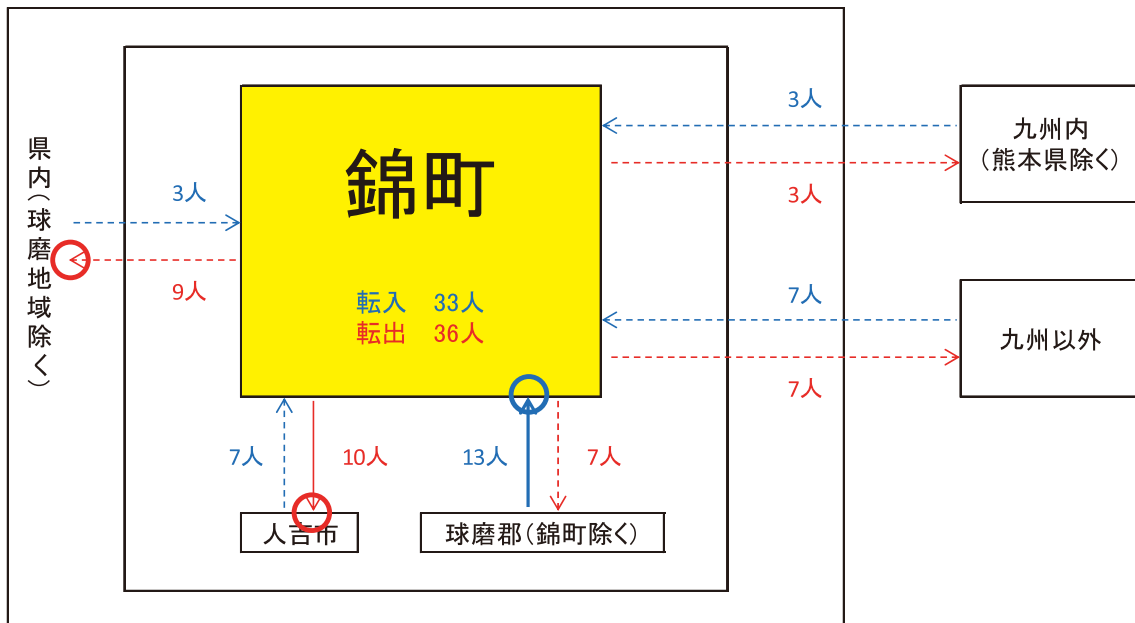 県内（球磨地域除く）
錦町
転入　33人
転出　36人
3人
9人
3人
九州内
（熊本県除く）
3人
7人
九州以外
7人
7人
10人
13人
7人
人吉市
球磨郡（錦町除く）